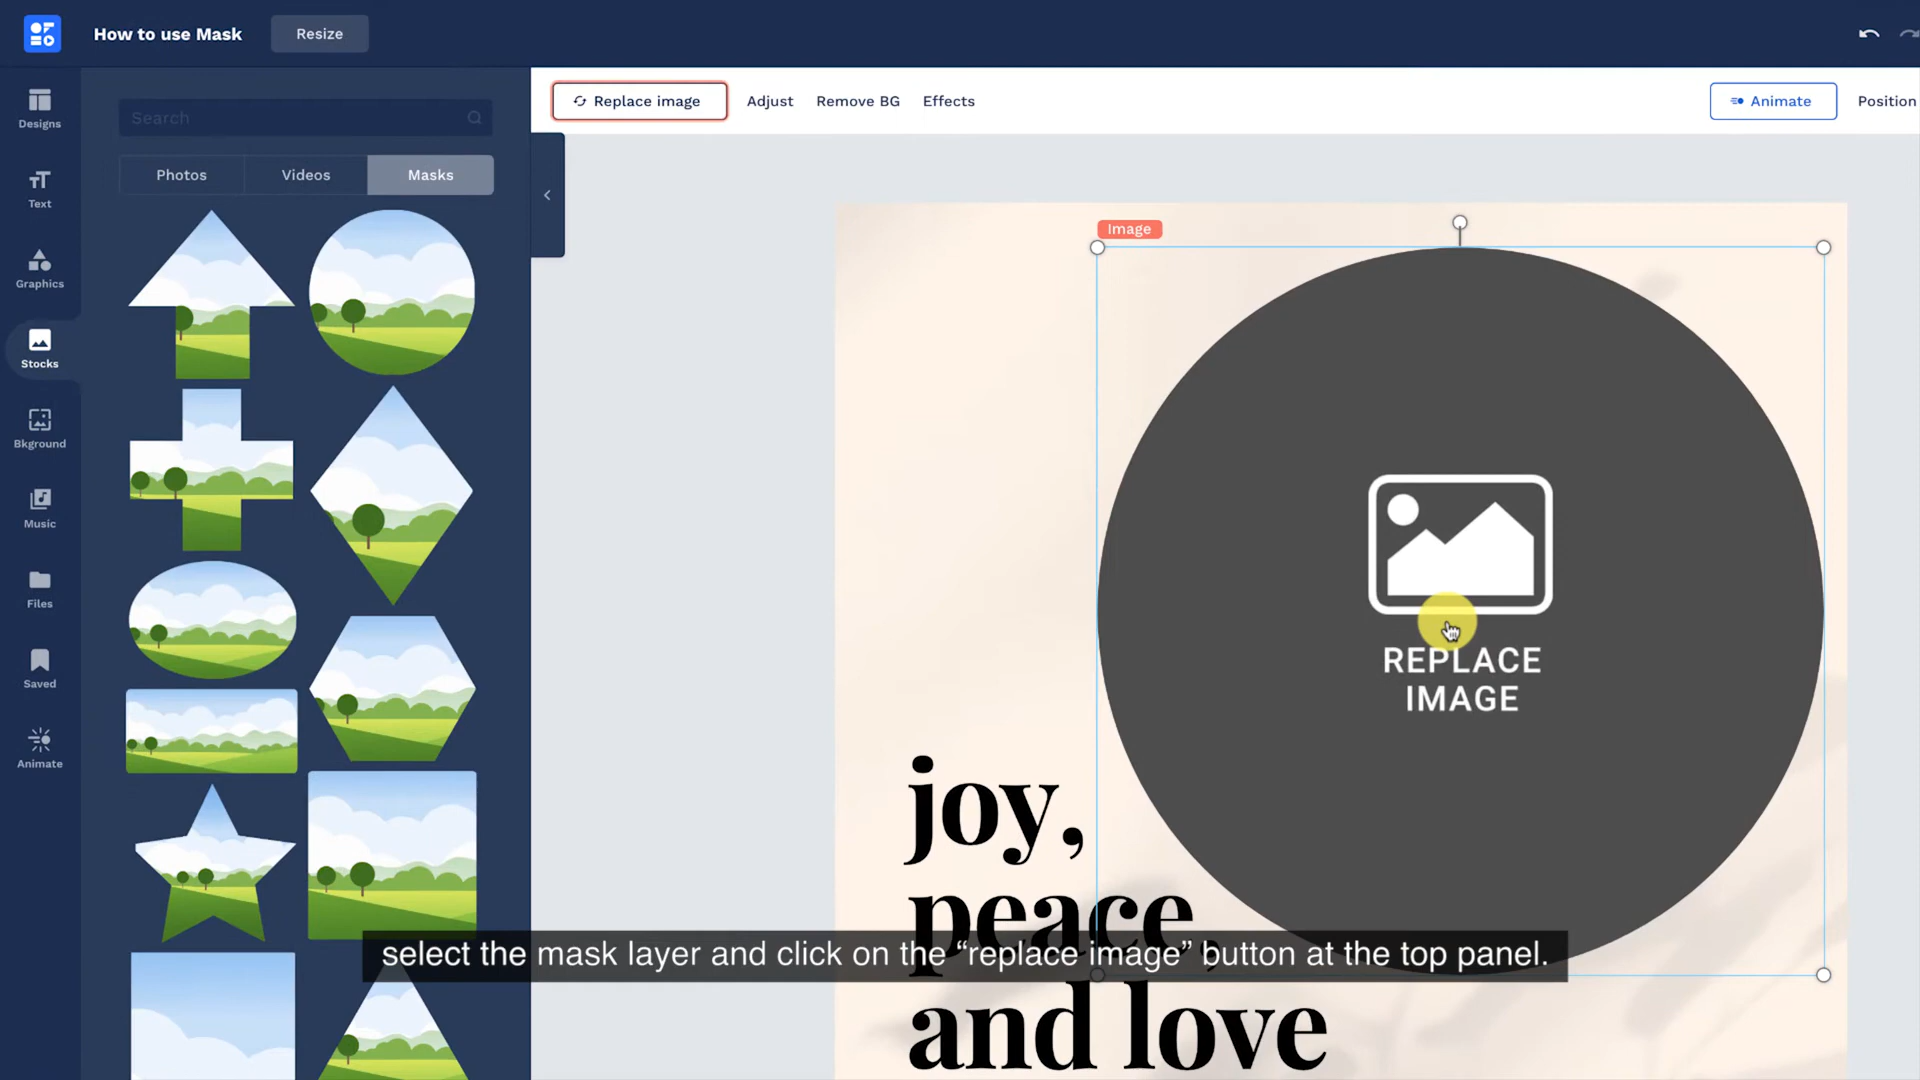 How to use Mask
Resize
Replace image
Adjust
Remove BG
Effects
Animate
Position
Designs
Text
Graphics
Stocks
Bkground
Music
Files
Saved
Animate
Search
Photos
Videos
Masks
Image
REPLACE
IMAGE
joy,
peace,
and love
select the mask layer and click on the “replace image” button at the top panel.